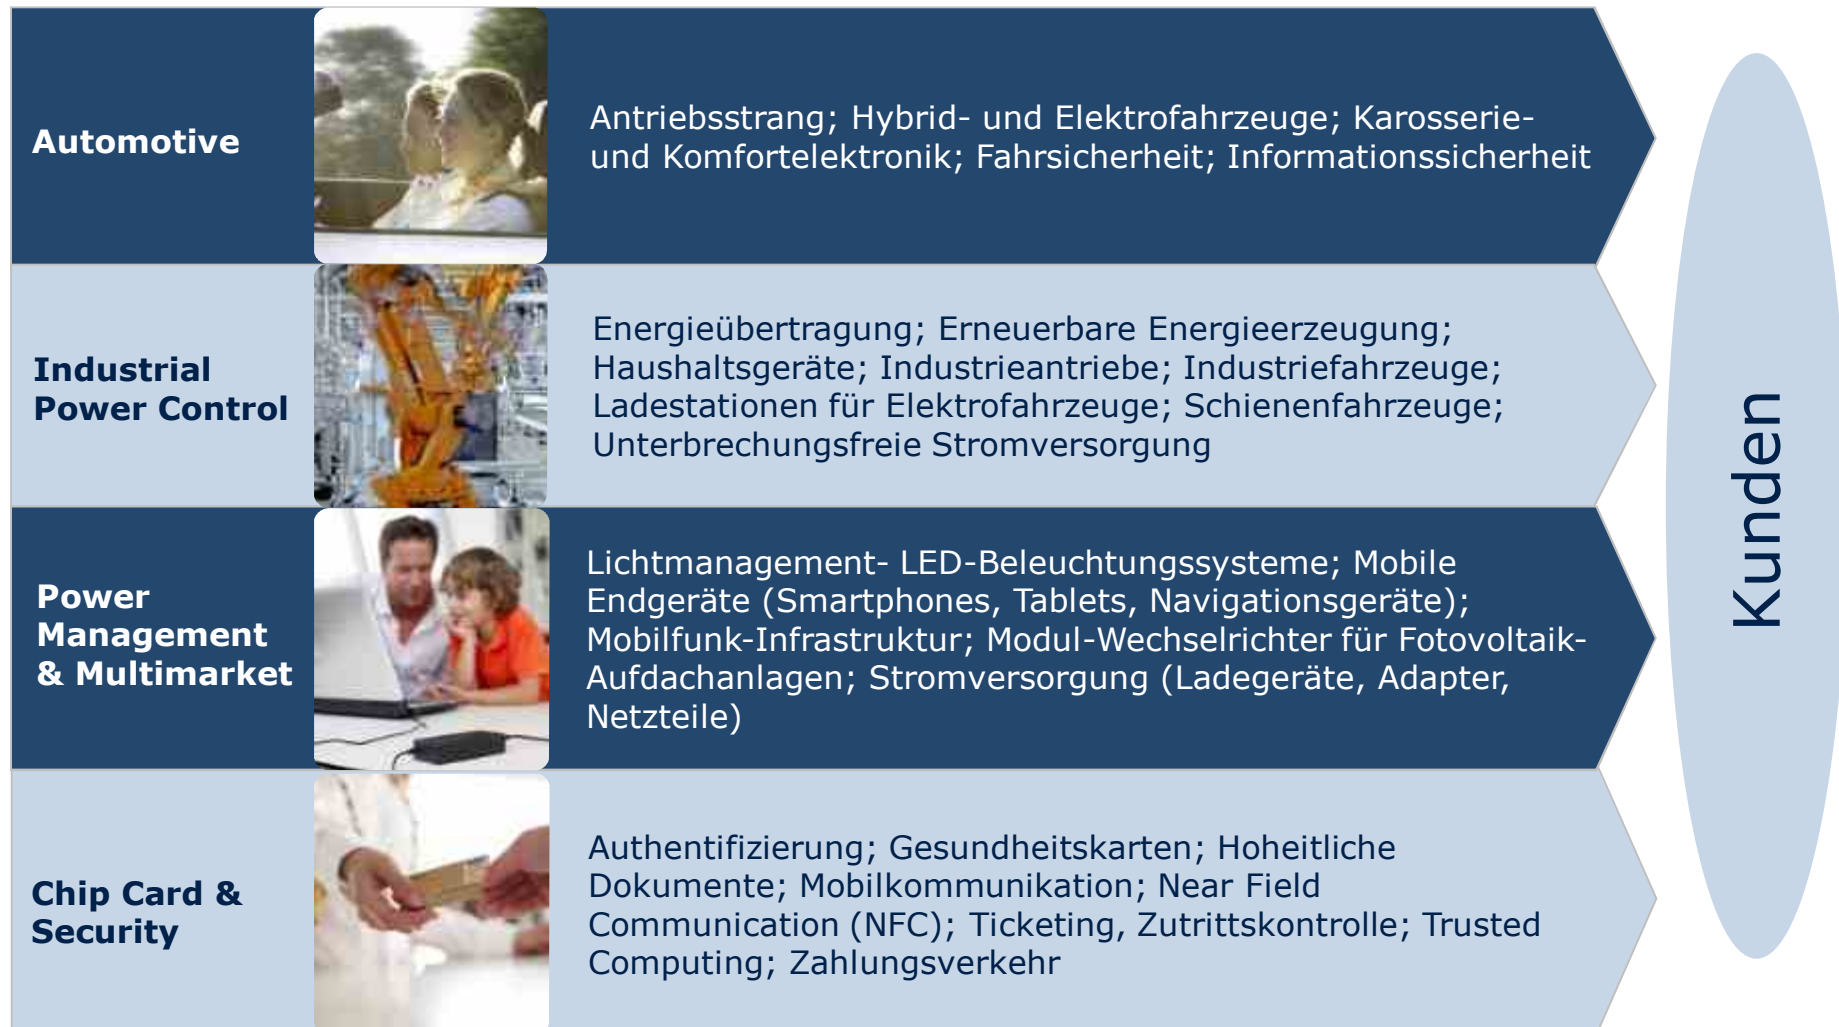 Automotive
Antriebsstrang; Hybrid- und Elektrofahrzeuge; Karosserie-
und Komfortelektronik; Fahrsicherheit; Informationssicherheit
Industrial
Power Control
Energieübertragung; Erneuerbare Energieerzeugung;
Haushaltsgeräte; Industrieantriebe; Industriefahrzeuge;
Ladestationen für Elektrofahrzeuge; Schienenfahrzeuge;
Unterbrechungsfreie Stromversorgung
Power
Management
& Multimarket
Lichtmanagement- LED-Beleuchtungssysteme; Mobile
Endgeräte (Smartphones, Tablets, Navigationsgeräte);
Mobilfunk-Infrastruktur; Modul-Wechselrichter für Fotovoltaik-
Aufdachanlagen; Stromversorgung (Ladegeräte, Adapter,
Netzteile)
Chip Card &
Security
Authentifizierung; Gesundheitskarten; Hoheitliche
Dokumente; Mobilkommunikation; Near Field
Communication (NFC); Ticketing, Zutrittskontrolle; Trusted
Computing; Zahlungsverkehr
Kunden